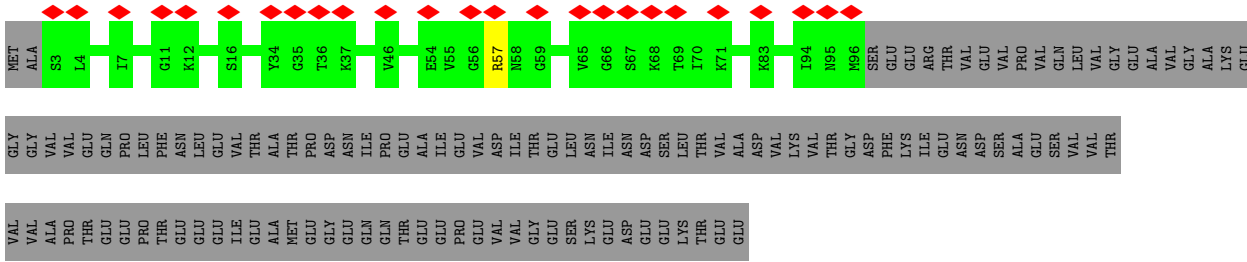 MET ALA S3 L4 I7 G11 K12 S16 Y34 G35 T36 K37 V46 E54 V55 G56 R57 N58 G59 V65 G66 S67 K68 T69 I70 K71 K83 I94 N95 M96 SER GLU GLU ARG THR VAL GLU VAL PRO VAL GLN LEU VAL GLY GLU ALA VAL GLY ALA LYS GLU
GLY GLY VAL VAL GLU GLN PRO LEU PHE ASN LEU GLU VAL THR ALA THR PRO ASP ASN ILE PRO GLU ALA ILE GLU VAL ASP ILE THR GLU LEU ASN ILE ASN ASP SER LEU THR VAL ALA ASP VAL LYS VAL THR GLY ASP PHE LYS ILE GLU ASN ASP SER ALA GLU SER VAL VAL THR
VAL VAL ALA PRO THR GLU GLU PRO THR GLU GLU GLU ILE GLU ALA MET GLU GLY GLU GLN GLN THR GLU GLU PRO GLU VAL VAL GLY GLU SER LYS GLU ASP GLU GLU LYS THR GLU GLU